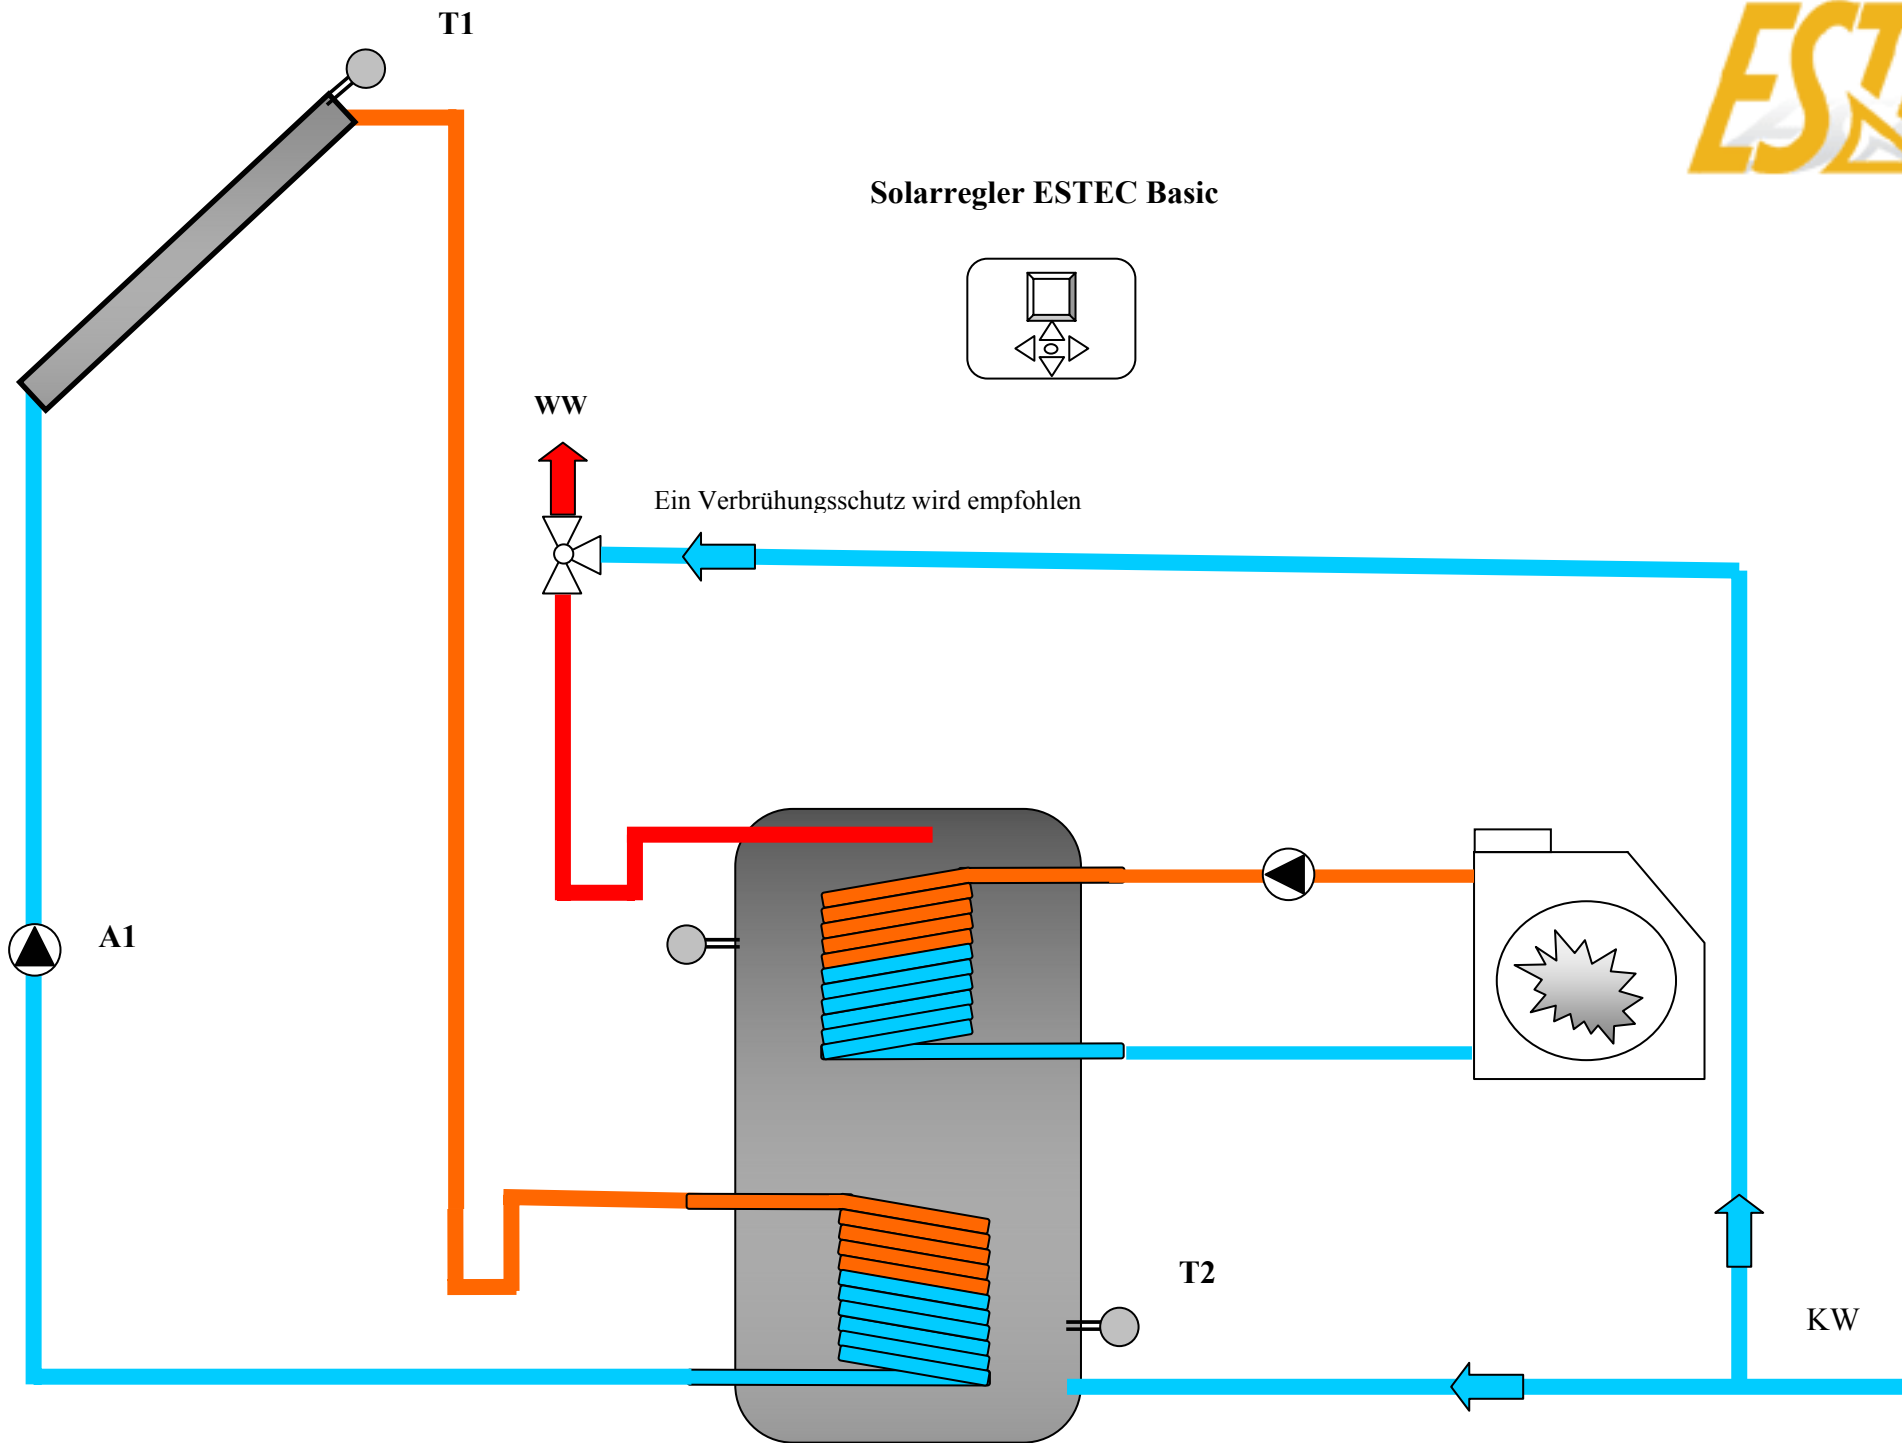 T1
Solarregler ESTEC Basic
WW
Ein Verbrühungsschutz wird empfohlen
A1
T2
KW